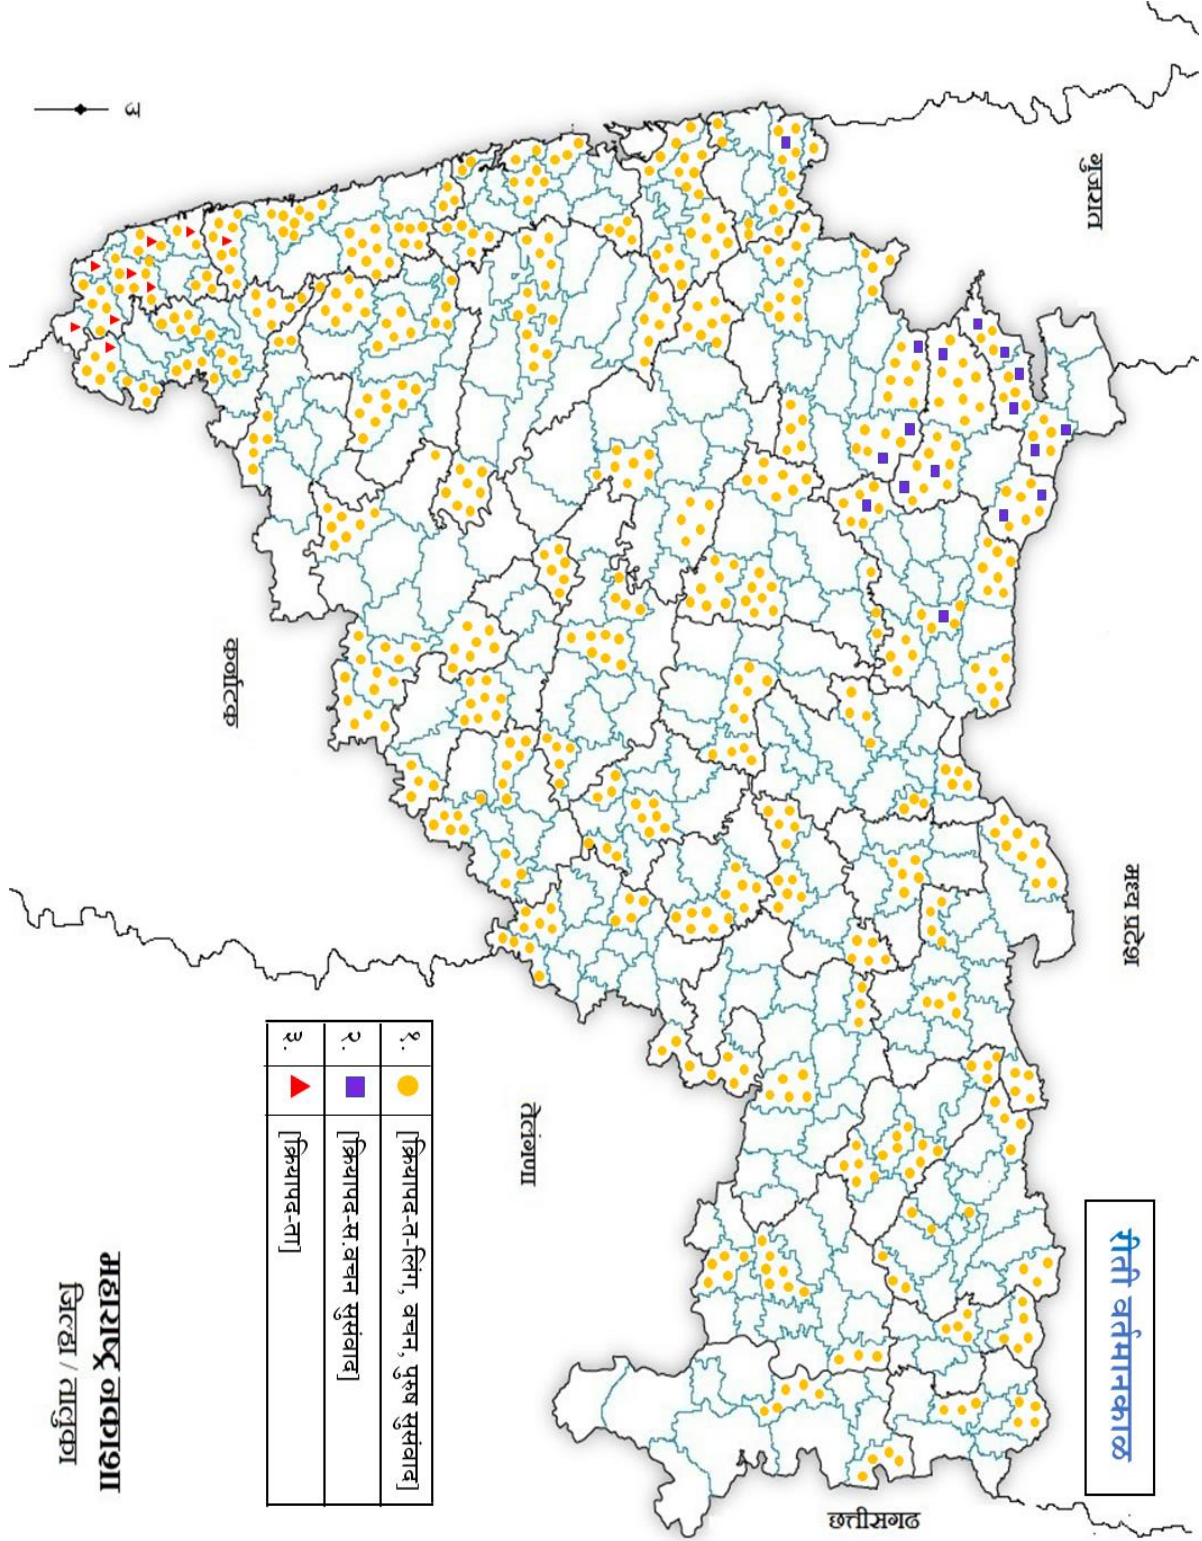 रीती वर्तमानकाळ
गुजरात
मध्य प्रदेश
उ
छत्तीसगढ
कर्नाटक
तेलंगणा
१. [क्रियापद-त-लिंग, वचन, पुरुष सुसंवाद]
२. [क्रियापद-स.वचन सुसंवाद]
३. [क्रियापद-ता]
महाराष्ट्र नकाशा
जिल्हा / तालुका